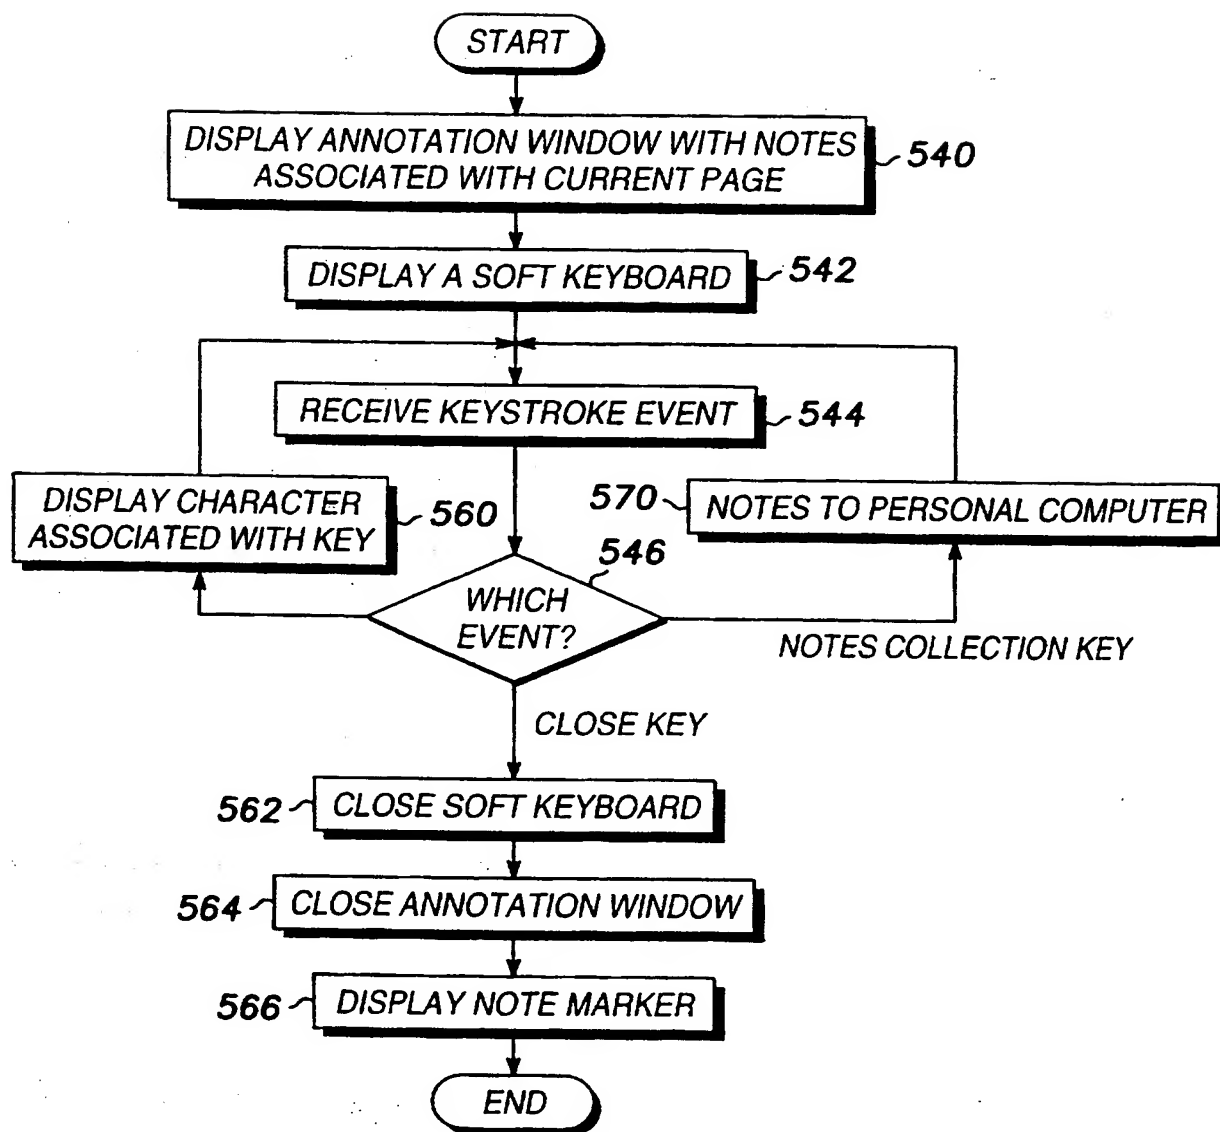 START
DISPLAY ANNOTATION WINDOW WITH NOTES
ASSOCIATED WITH CURRENT PAGE
540
DISPLAY A SOFT KEYBOARD
542
RECEIVE KEYSTROKE EVENT
544
DISPLAY CHARACTER
ASSOCIATED WITH KEY
560
570
NOTES TO PERSONAL COMPUTER
546
WHICH
EVENT?
NOTES COLLECTION KEY
CLOSE KEY
562
CLOSE SOFT KEYBOARD
564
CLOSE ANNOTATION WINDOW
566
DISPLAY NOTE MARKER
END